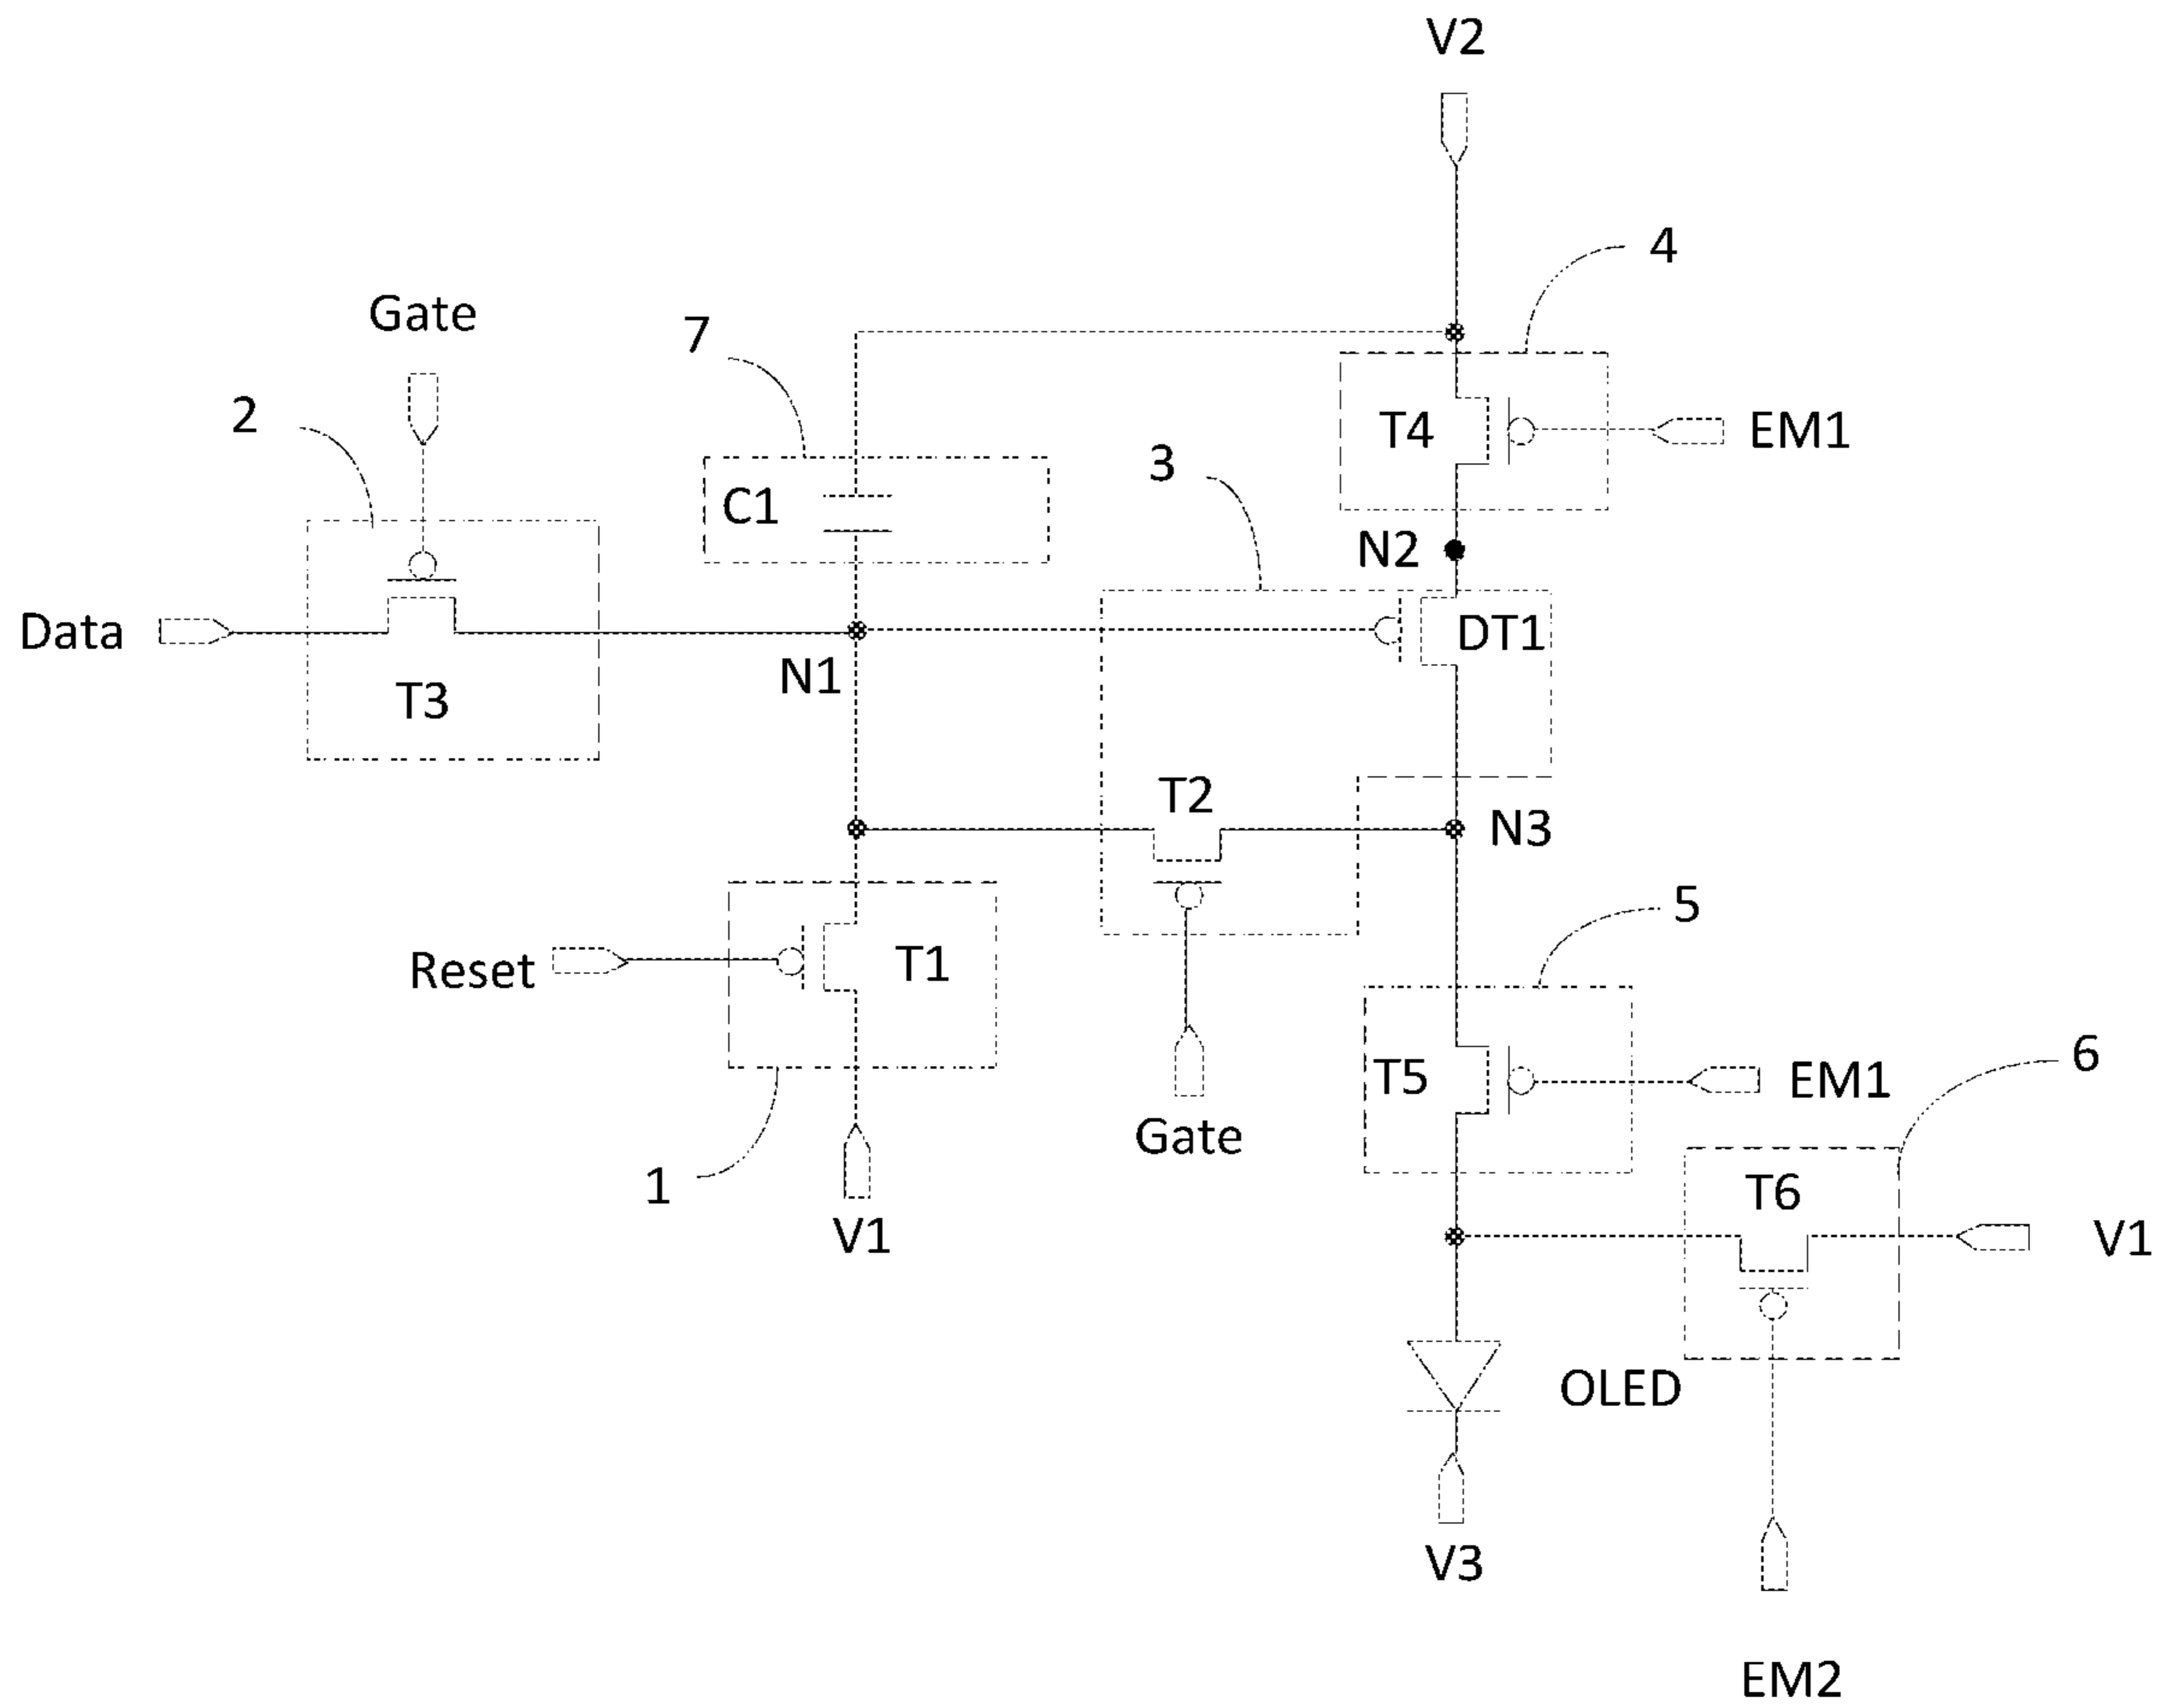 V2
4
Gate
7
2
T4
EM1
3
C1
N2
Data
DT1
N1
T3
T2
N3
5
Reset
T1
6
T5
EM1
Gate
1
T6
V1
V1
OLED
V3
EM2